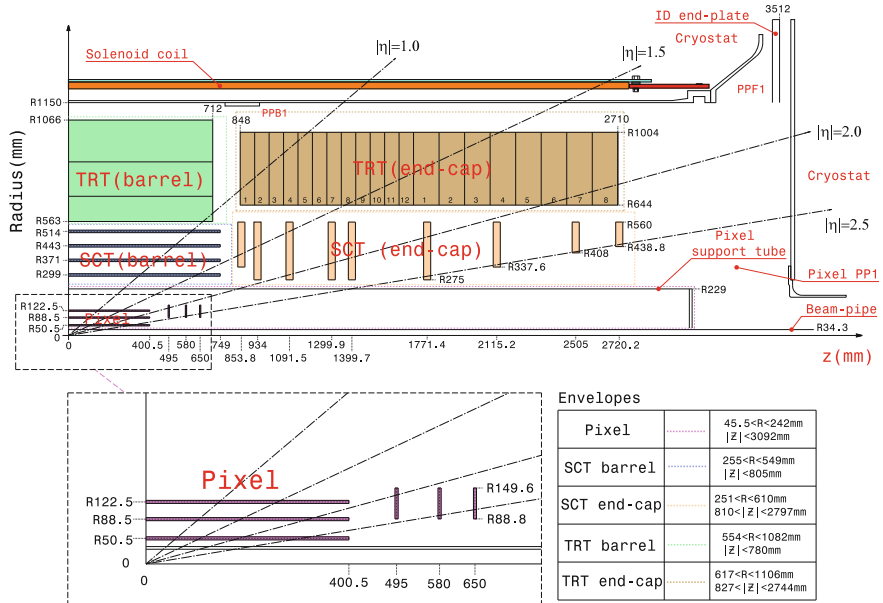 3512
ID end-plate
Cryostat
|η|=1.0
|η|=1.5
Solenoid coil
PPF1
R1150
712
PPB1
848
2710
R1066
R1004
TRT(barrel)
TRT(end-cap)
|η|=2.0
Cryostat
1 2 3 4 5 6 7 8 9 10 11 12 1 2 3 4 5 6 7 8
R644
R563
R560
R514
R443
R438.8
R408
R371
R337.6
R299
R275
SCT(barrel)
SCT (end-cap)
|η|=2.5
Pixel
support tube
Pixel PP1
R229
R122.5
R88.5
R50.5
Pixel
Beam-pipe
R34.3
0
Radius(mm)
0
400.5
580
749
934
1299.9
1771.4
2115.2
2505
2720.2
495
650
853.8
1091.5
1399.7
z(mm)
Pixel
R122.5
R88.5
R50.5
0
R149.6
R88.8
0
400.5
495
580
650
Envelopes
Pixel
45.5<R<242mm
|Z|<3092mm
SCT barrel
255<R<549mm
|Z|<805mm
SCT end-cap
251<R<610mm
810<|Z|<2797mm
TRT barrel
554<R<1082mm
|Z|<780mm
TRT end-cap
617<R<1106mm
827<|Z|<2744mm